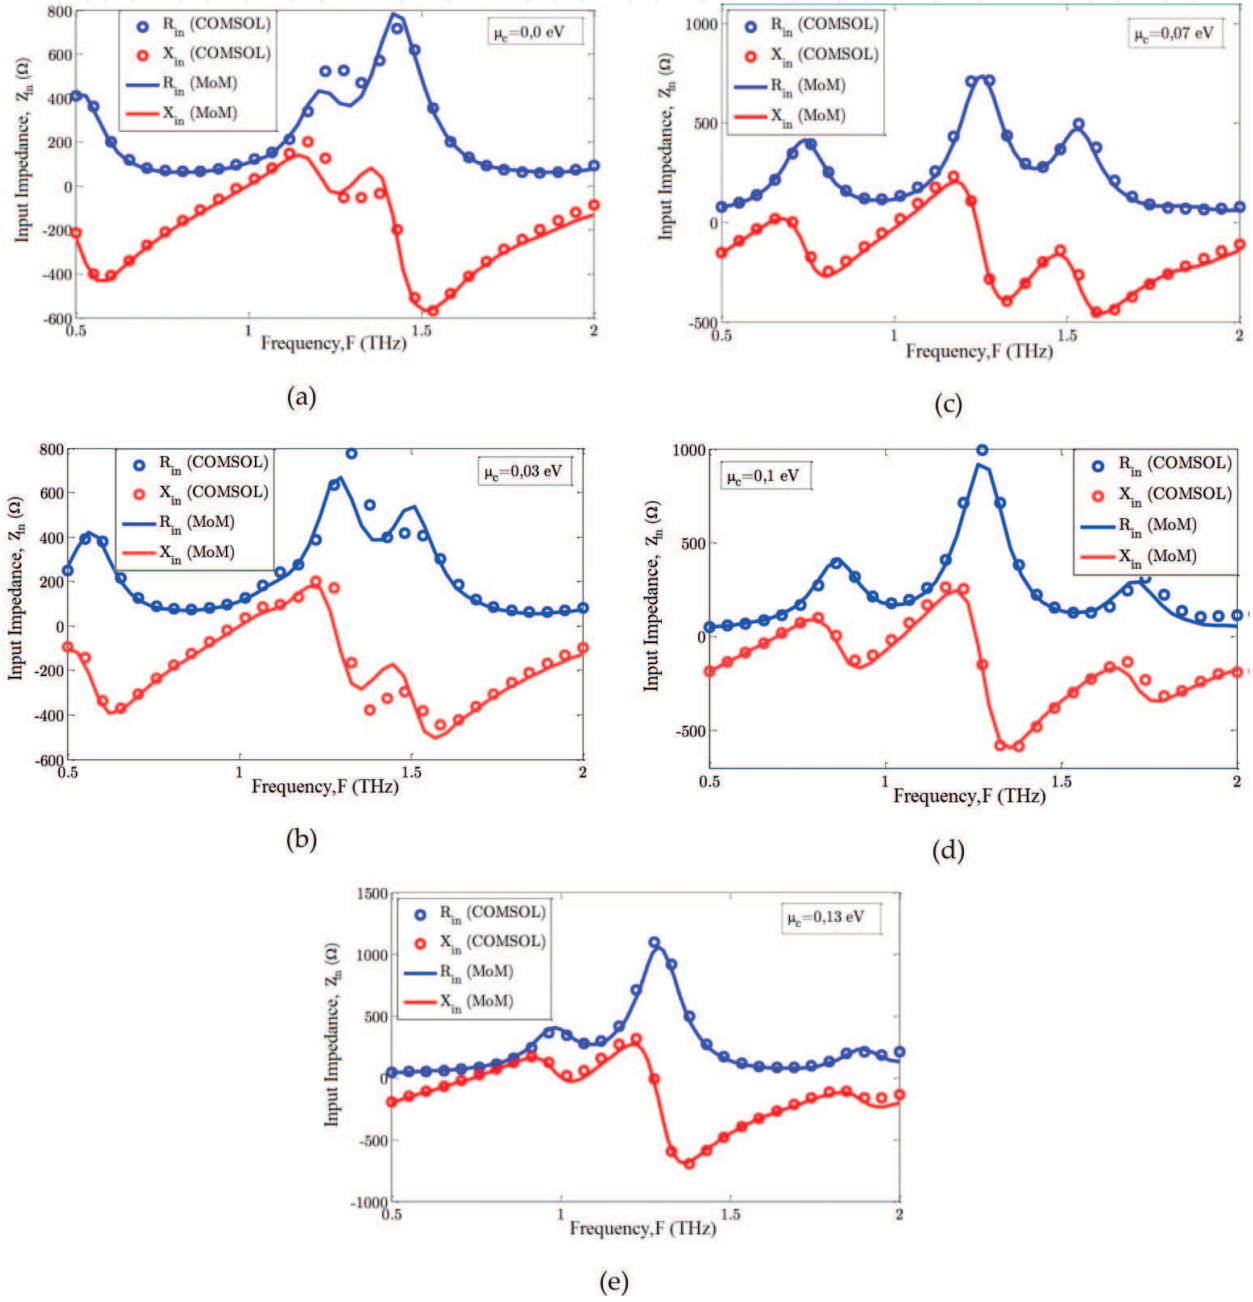 800
600
400
200
0
-200
-400
-600
0.5
1
1.5
2
Input Impedance, Z_in (Ω)
Frequency,F (THz)
R_in (COMSOL)
X_in (COMSOL)
R_in (MoM)
X_in (MoM)
μ_c=0,0 eV
(a)
1000
500
0
-500
0.5
1
1.5
2
Input Impedance, Z_in (Ω)
Frequency,F (THz)
R_in (COMSOL)
X_in (COMSOL)
R_in (MoM)
X_in (MoM)
μ_c=0,07 eV
(c)
800
600
400
200
0
-200
-400
-600
0.5
1
1.5
2
Input Impedance, Z_in (Ω)
Frequency,F (THz)
R_in (COMSOL)
X_in (COMSOL)
R_in (MoM)
X_in (MoM)
μ_c=0,03 eV
(b)
1000
500
0
-500
0.5
1
1.5
2
Input Impedance, Z_in (Ω)
Frequency,F (THz)
μ_c=0,1 eV
R_in (COMSOL)
X_in (COMSOL)
R_in (MoM)
X_in (MoM)
(d)
1500
1000
500
0
-500
-1000
0.5
1
1.5
2
Input Impedance, Z_in (Ω)
Frequency,F (THz)
R_in (COMSOL)
X_in (COMSOL)
R_in (MoM)
X_in (MoM)
μ_c=0,13 eV
(e)